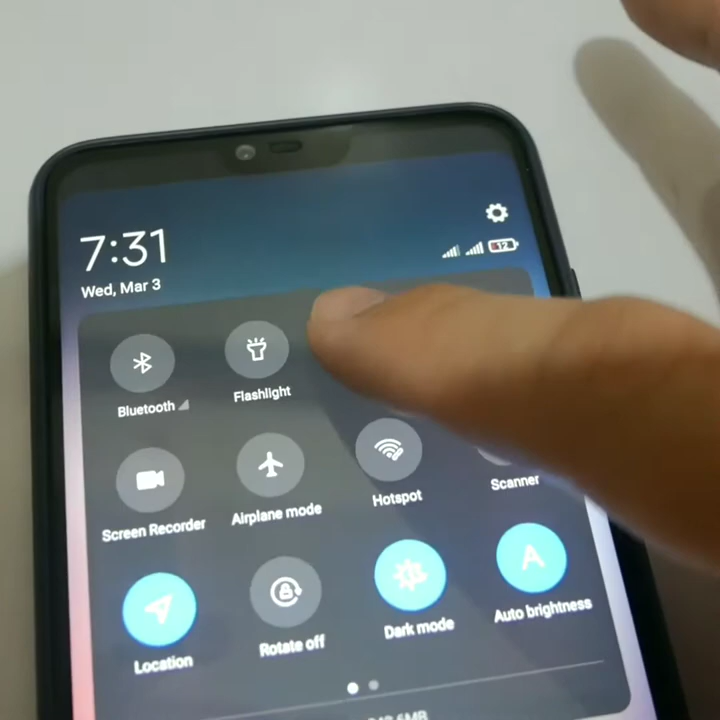 7:31
12
Wed, Mar 3
Bluetooth
Flashlight
Screen Recorder
Airplane mode
Hotspot
Scanner
A
Location
Rotate off
Dark mode
Auto brightness